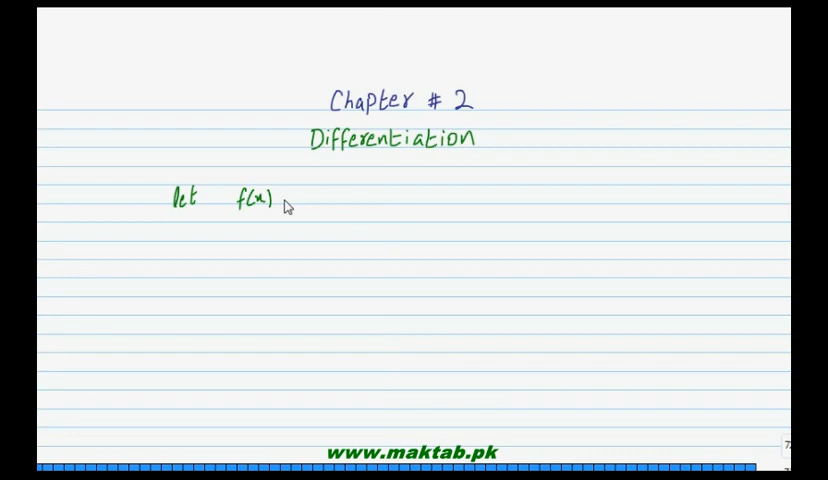 Chapter # 2
Differentiation
let f(x)
www.maktab.pk